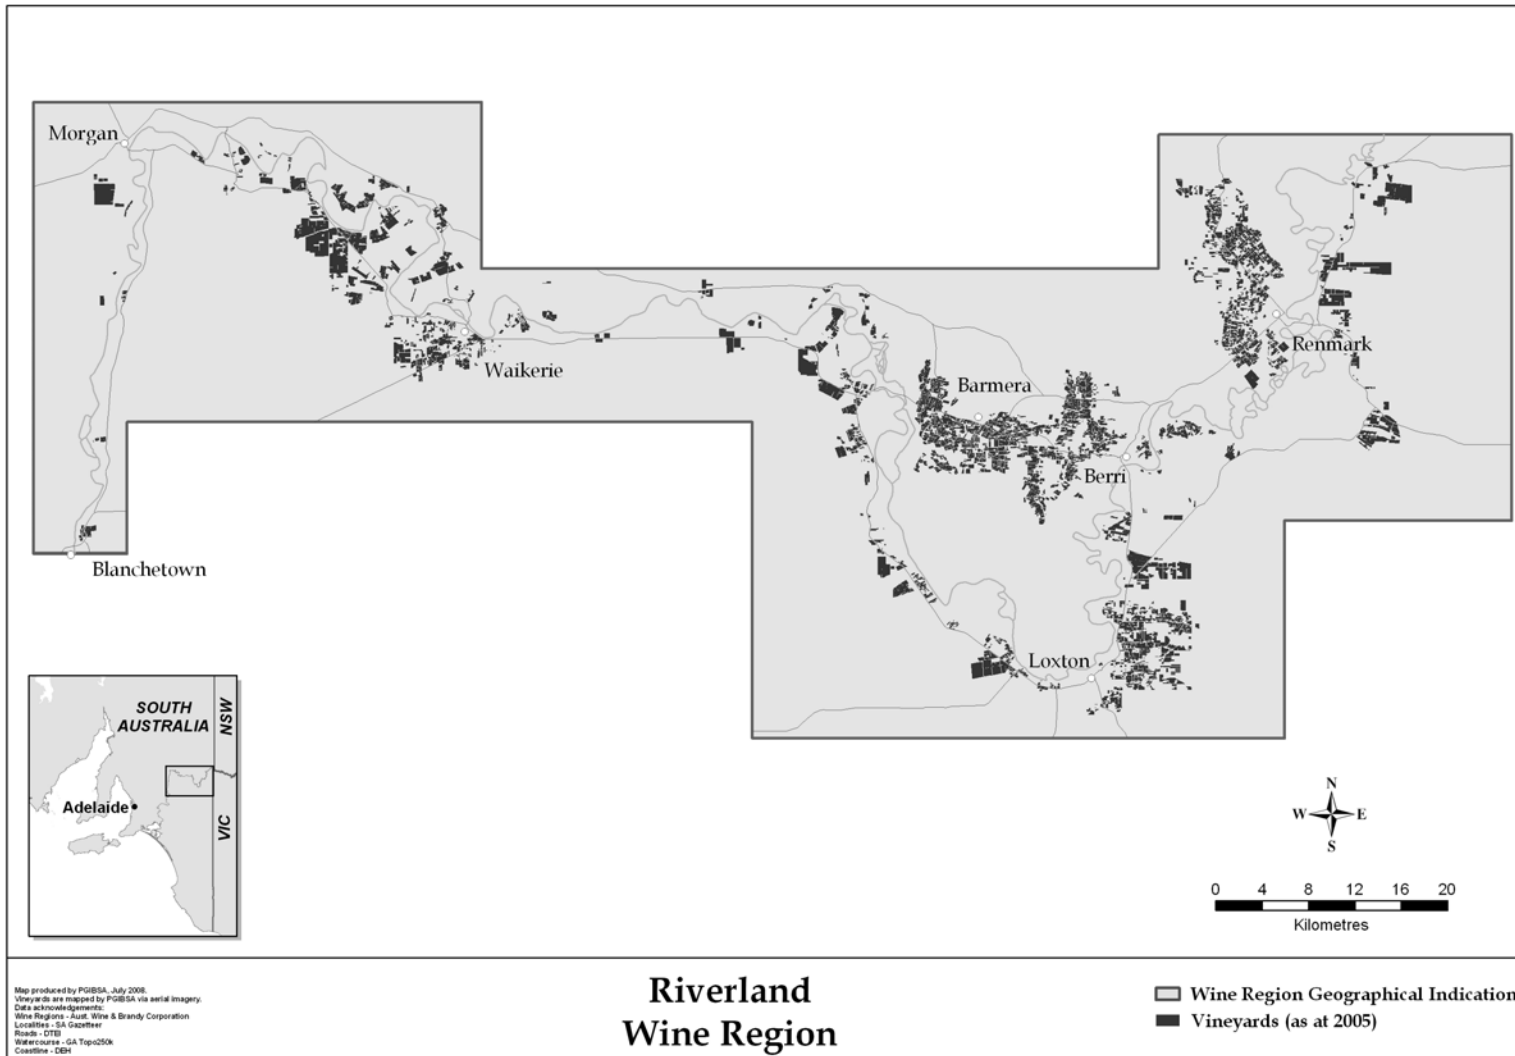 Morgan
Waikerie
Barmera
Renmark
Berri
Blanchetown
Loxton
SOUTH
AUSTRALIA
NSW
Adelaide
VIC
N
W E
S
0 4 8 12 16 20
Kilometres
Map produced by PGIBSA, July 2008.
Vineyards are mapped by PGIBSA via aerial imagery.
Data acknowledgements:
Wine Regions - Aust. Wine & Brandy Corporation
Localities - SA Gazetteer
Roads - DTEI
Watercourse - GA Topo250k
Coastline - DEH
Riverland
Wine Region
Wine Region Geographical Indication
Vineyards (as at 2005)